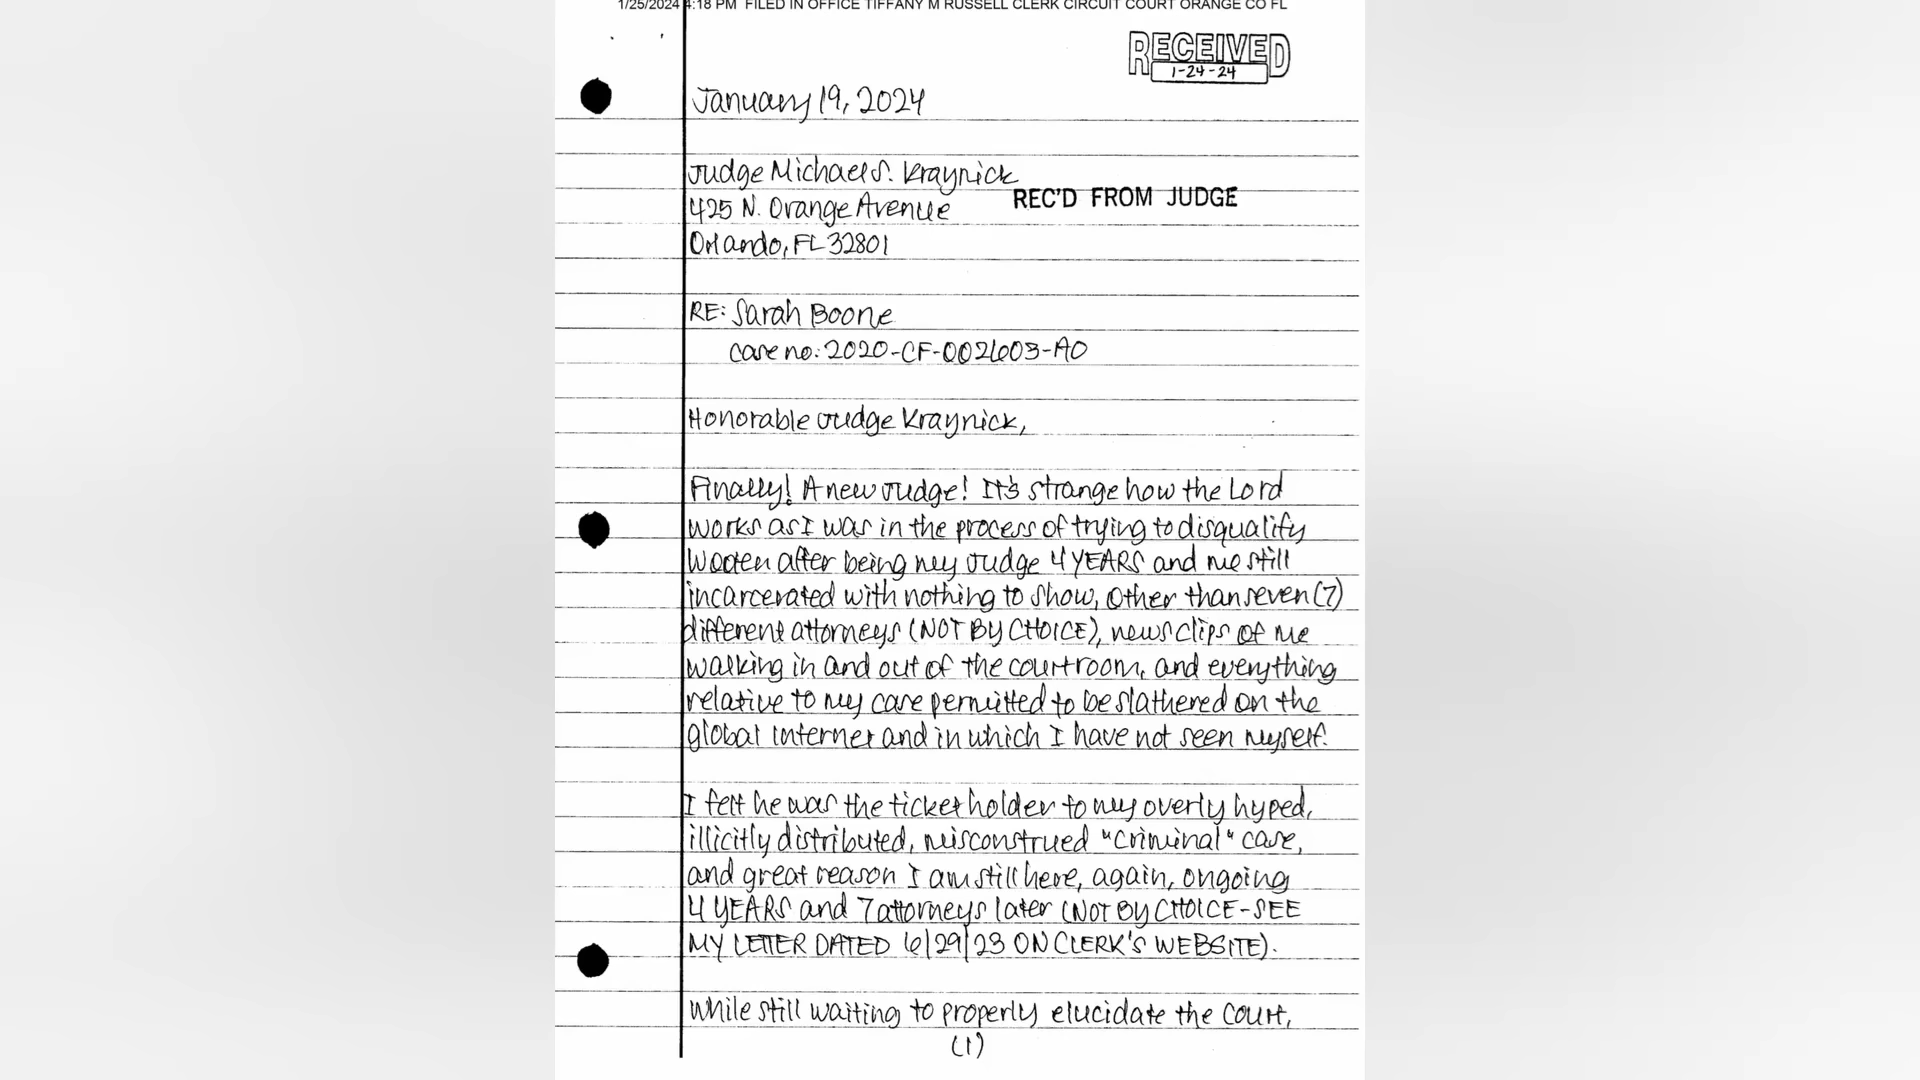 1/25/2024 4:18 PM FILED IN OFFICE TIFFANY M RUSSELL CLERK CIRCUIT COURT ORANGE CO FL
RECEIVED
1-24-24
January 19, 2024
Judge Michael S. Kraynick
REC'D FROM JUDGE
425 N. Orange Avenue
Orlando, FL 32801
RE: Sarah Boone
Case no: 2020-CF-002603-AO
Honorable Judge Kraynick,
Finally! A new Judge! It's strange how the Lord
works as I was in the process of trying to disqualify
Wooten after being my Judge 4 YEARS and me still
incarcerated with nothing to show, other than seven (7)
different attorneys (NOT BY CHOICE), news clips of me
walking in and out of the courtroom, and everything
relative to my case permitted to be slathered on the
global internet and in which I have not seen myself.
I felt he was the ticket holder to my overly hyped,
illicitly distributed, misconstrued "criminal" case,
and great reason I am still here, again, ongoing
4 YEARS and 7 attorneys later (NOT BY CHOICE-SEE
MY LETTER DATED 6/29/23 ON CLERK'S WEBSITE).
While still waiting to properly elucidate the court,
(1)